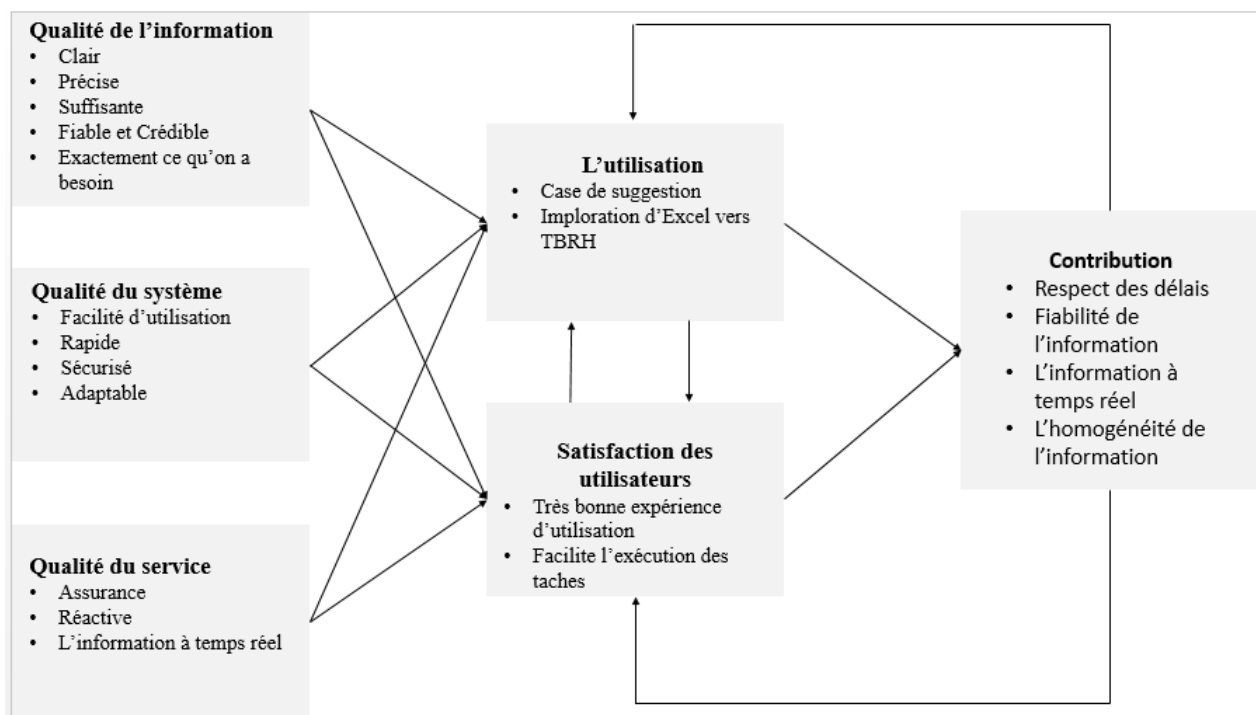 Qualité de l'information
• Clair
• Précise
• Suffisante
• Fiable et Crédible
• Exactement ce qu'on a
besoin
Qualité du système
• Facilité d'utilisation
• Rapide
• Sécurisé
• Adaptable
Qualité du service
• Assurance
• Réactive
• L'information à temps réel
L'utilisation
• Case de suggestion
• Imploration d'Excel vers
TBRH
Satisfaction des
utilisateurs
• Très bonne expérience
d'utilisation
• Facilite l'exécution des
taches
Contribution
• Respect des délais
• Fiabilité de
l'information
• L'information à
temps réel
• L'homogénéité de
l'information